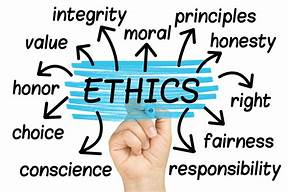 integrity
principles
value
moral
honesty
honor
ETHICS
right
choice
fairness
conscience
responsibility